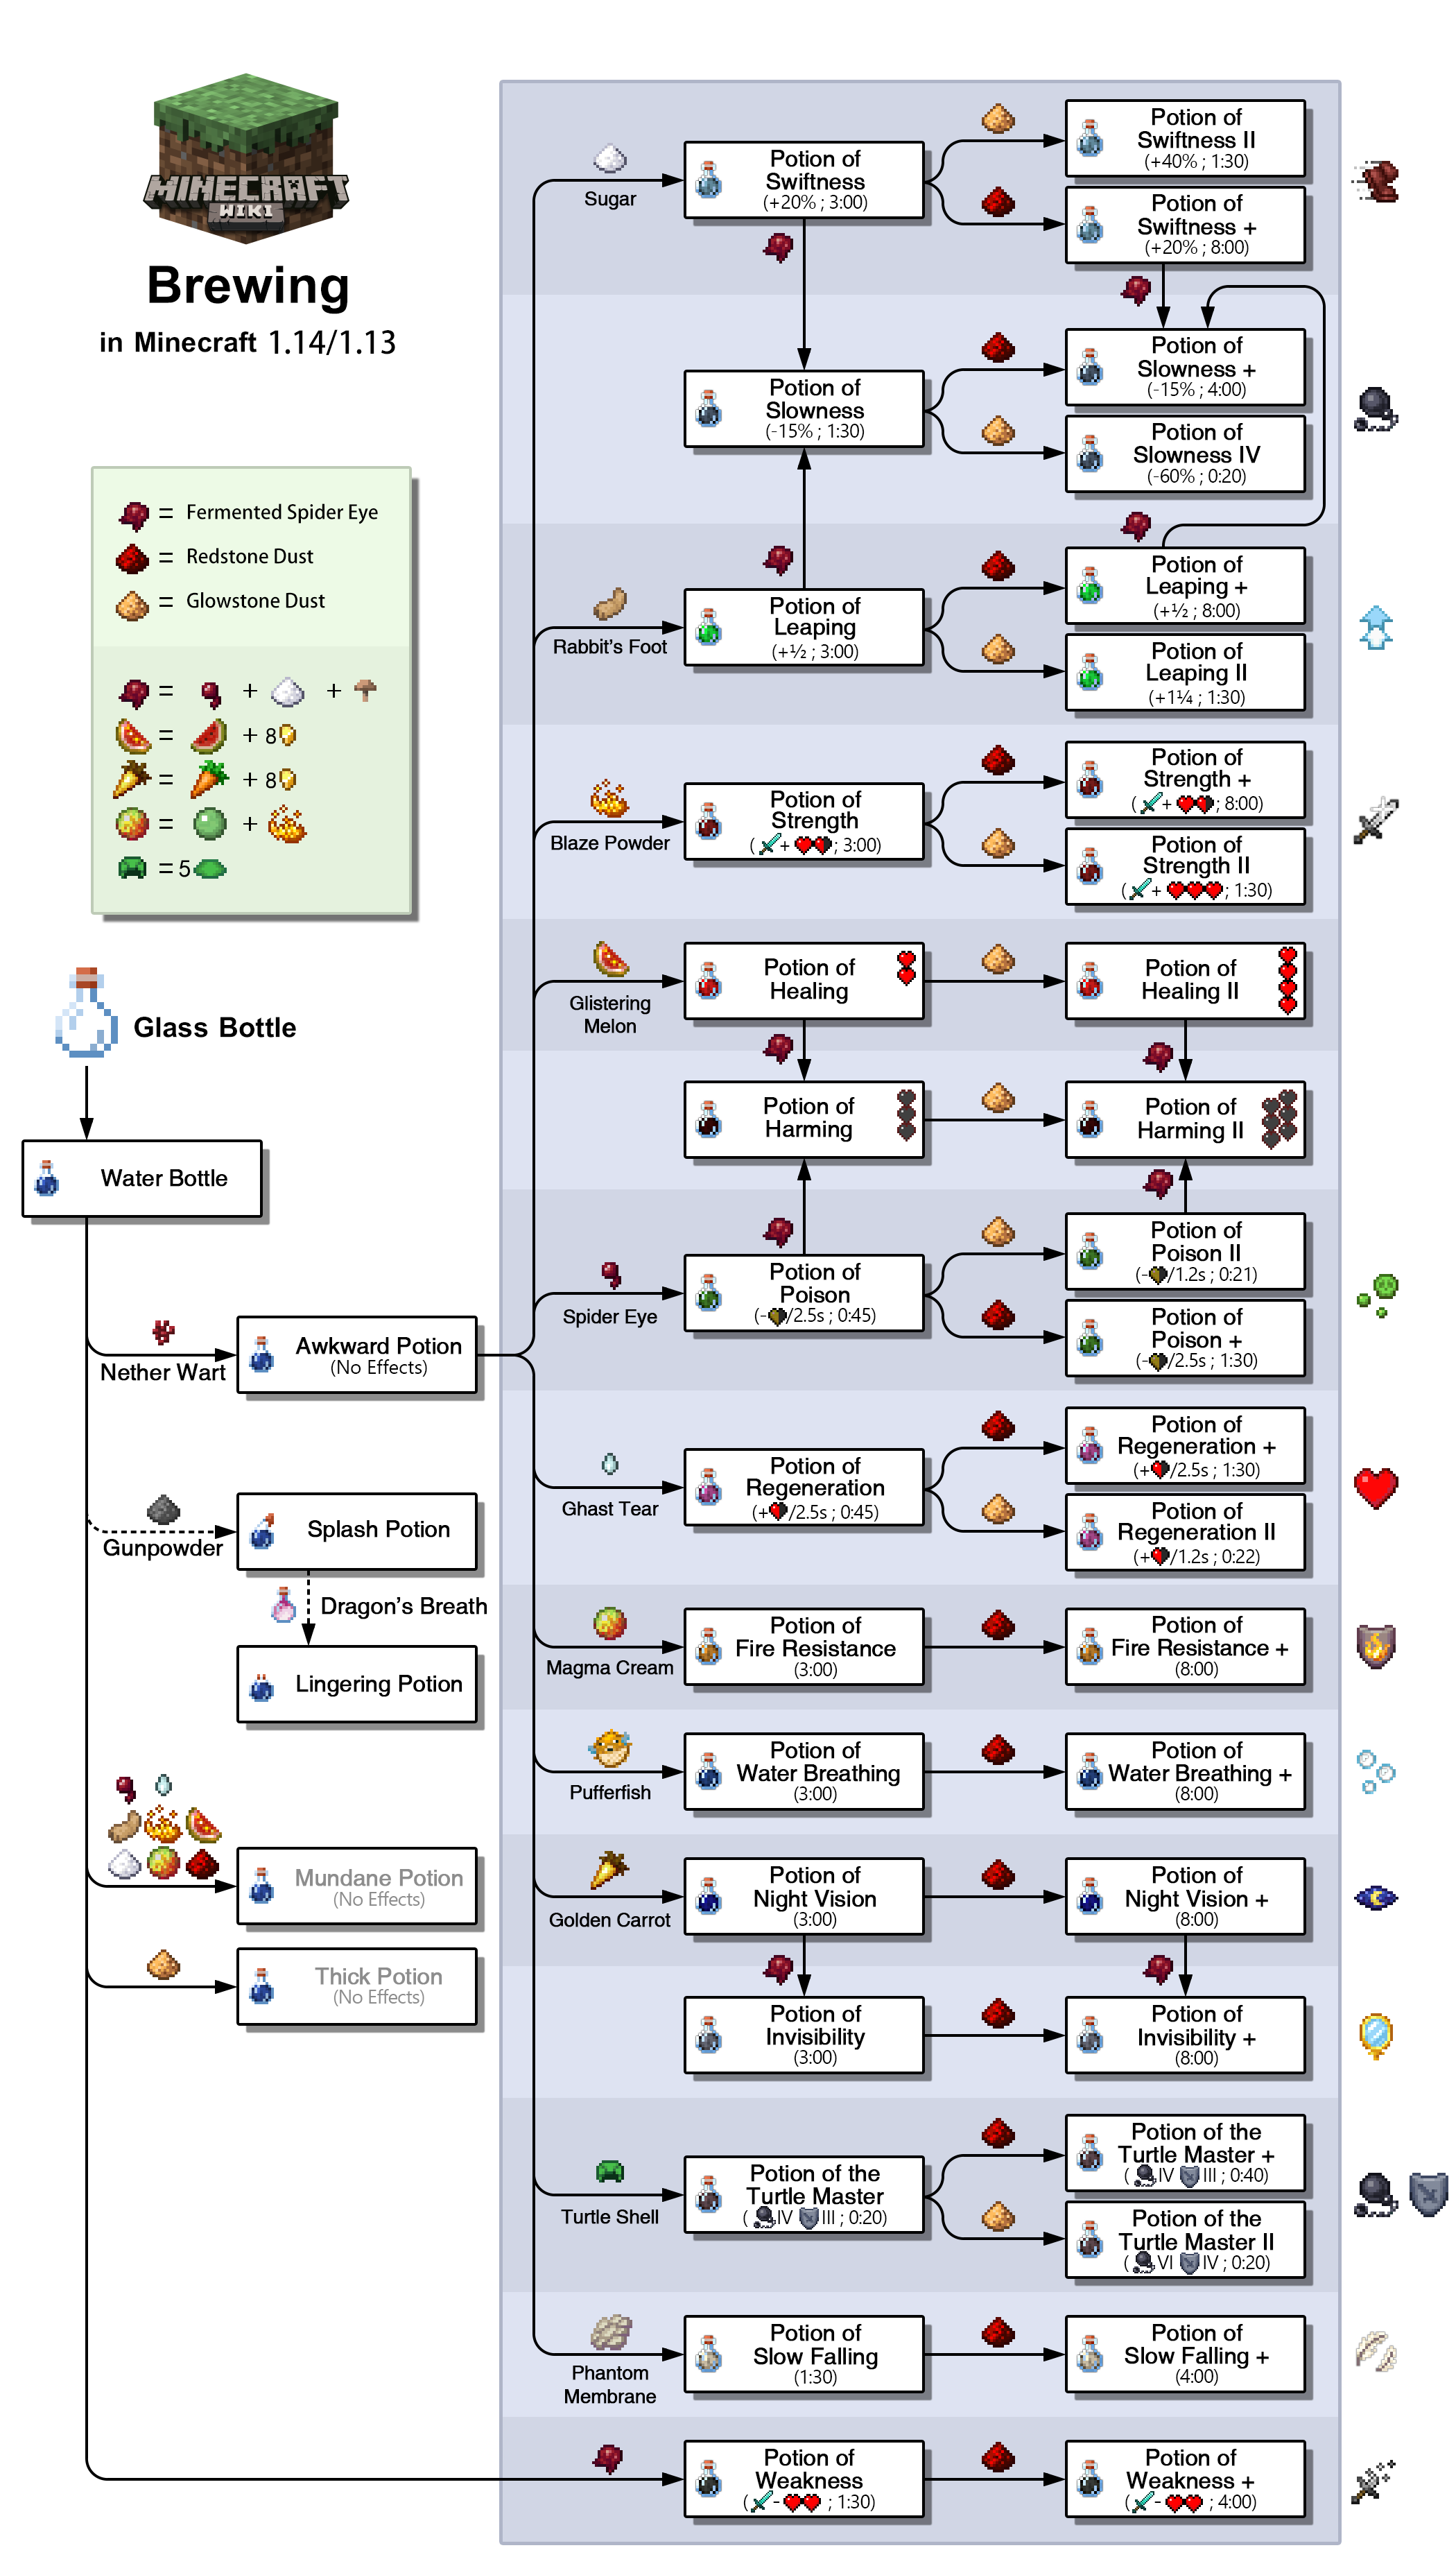 MINECRAFT
WIKI
Brewing
in Minecraft 1.14/1.13
= Fermented Spider Eye
= Redstone Dust
= Glowstone Dust
= + +
= + 8
= + 8
= +
= 5
Glass Bottle
Water Bottle
Nether Wart
Awkward Potion
(No Effects)
Gunpowder
Splash Potion
Dragon's Breath
Lingering Potion
Mundane Potion
(No Effects)
Thick Potion
(No Effects)
Sugar
Potion of
Swiftness
(+20% ; 3:00)
Potion of
Swiftness II
(+40% ; 1:30)
Potion of
Swiftness +
(+20% ; 8:00)
Potion of
Slowness
(-15% ; 1:30)
Potion of
Slowness +
(-15% ; 4:00)
Potion of
Slowness IV
(-60% ; 0:20)
Rabbit's Foot
Potion of
Leaping
(+½ ; 3:00)
Potion of
Leaping +
(+½ ; 8:00)
Potion of
Leaping II
(+1¼ ; 1:30)
Blaze Powder
Potion of
Strength
( + ; 3:00)
Potion of
Strength +
( + ; 8:00)
Potion of
Strength II
( + ; 1:30)
Glistering
Melon
Potion of
Healing
Potion of
Healing II
Potion of
Harming
Potion of
Harming II
Spider Eye
Potion of
Poison
(- /2.5s ; 0:45)
Potion of
Poison II
(- /1.2s ; 0:21)
Potion of
Poison +
(- /2.5s ; 1:30)
Ghast Tear
Potion of
Regeneration
(+ /2.5s ; 0:45)
Potion of
Regeneration +
(+ /2.5s ; 1:30)
Potion of
Regeneration II
(+ /1.2s ; 0:22)
Magma Cream
Potion of
Fire Resistance
(3:00)
Potion of
Fire Resistance +
(8:00)
Pufferfish
Potion of
Water Breathing
(3:00)
Potion of
Water Breathing +
(8:00)
Golden Carrot
Potion of
Night Vision
(3:00)
Potion of
Night Vision +
(8:00)
Potion of
Invisibility
(3:00)
Potion of
Invisibility +
(8:00)
Turtle Shell
Potion of the
Turtle Master
( IV III ; 0:20)
Potion of the
Turtle Master +
( IV III ; 0:40)
Potion of the
Turtle Master II
( VI IV ; 0:20)
Phantom
Membrane
Potion of
Slow Falling
(1:30)
Potion of
Slow Falling +
(4:00)
Potion of
Weakness
( - ; 1:30)
Potion of
Weakness +
( - ; 4:00)